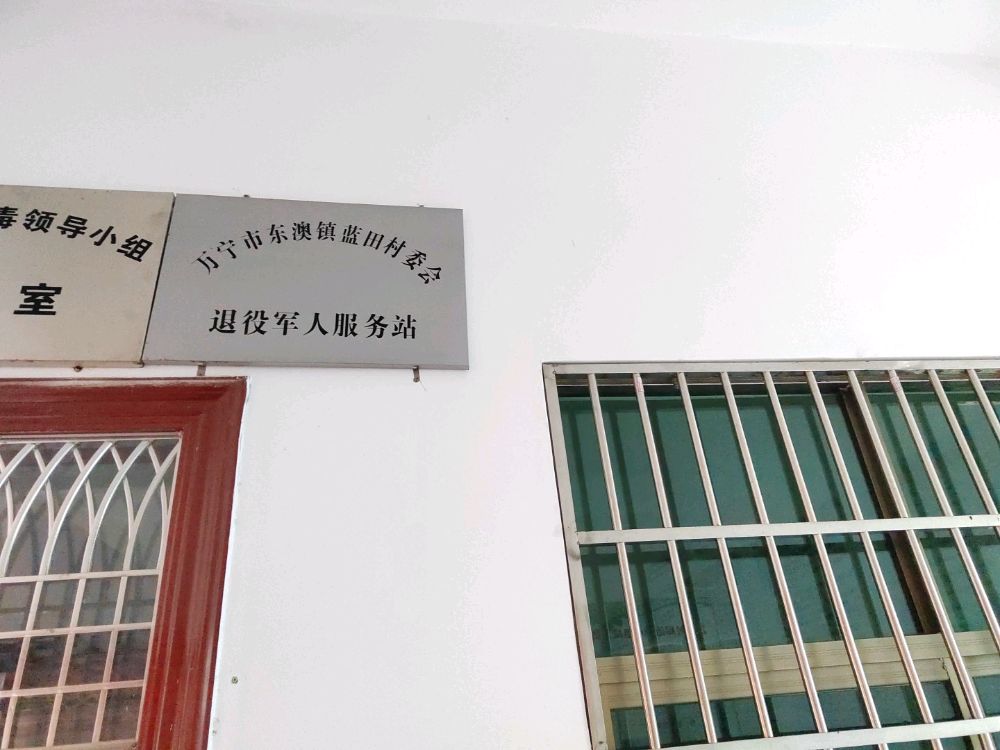 毒领导小组
室
万宁市东澳镇蓝田村委会
退役军人服务站